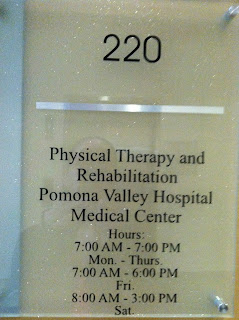 220
Physical Therapy and
Rehabilitation
Pomona Valley Hospital
Medical Center
Hours:
7:00 AM - 7:00 PM
Mon. - Thurs.
7:00 AM - 6:00 PM
Fri.
8:00 AM - 3:00 PM
Sat.